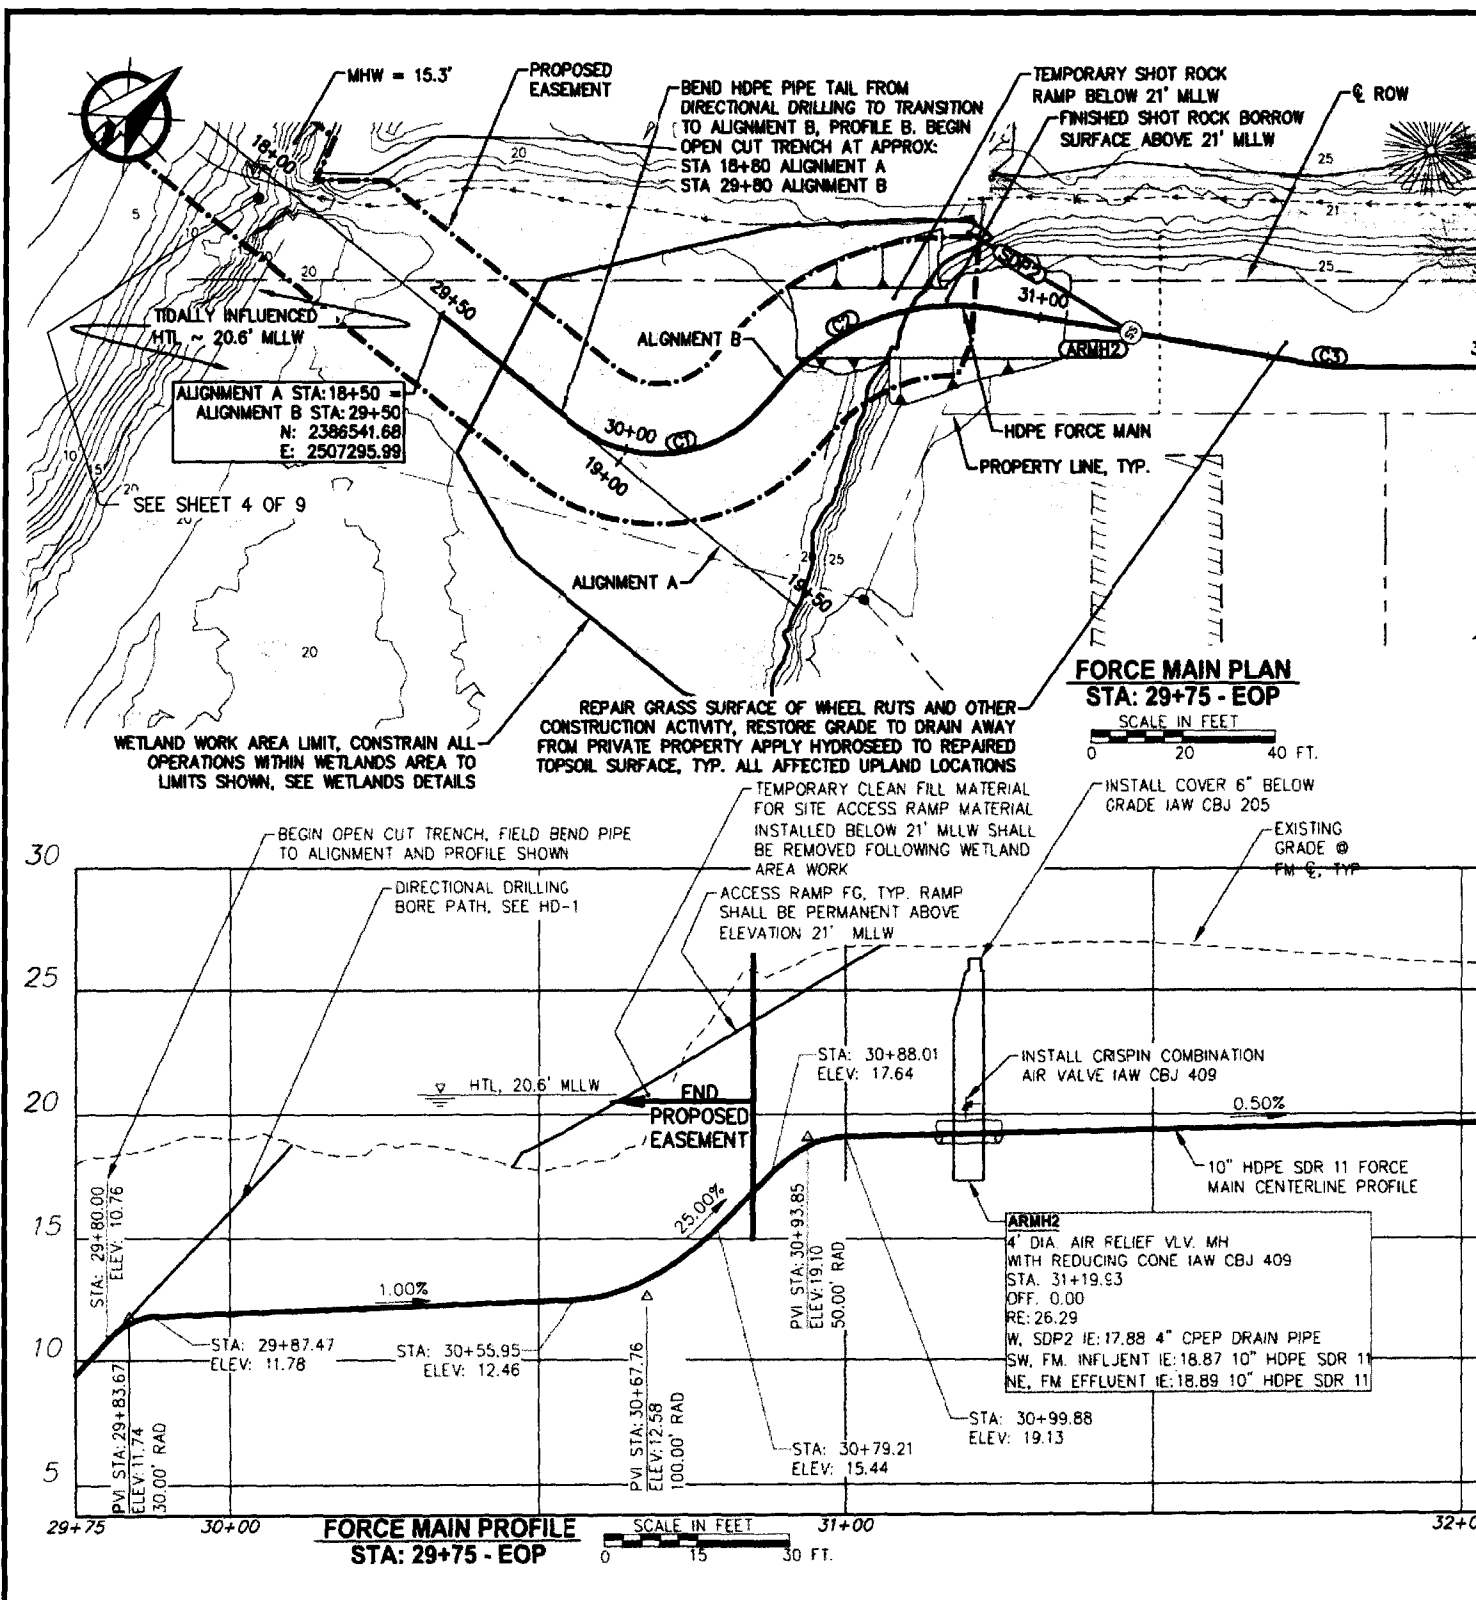 MHW = 15.3'
PROPOSED
EASEMENT
BEND HDPE PIPE TAIL FROM
DIRECTIONAL DRILLING TO TRANSITION
TO ALIGNMENT B, PROFILE B. BEGIN
OPEN CUT TRENCH AT APPROX:
STA 18+80 ALIGNMENT A
STA 29+80 ALIGNMENT B
TEMPORARY SHOT ROCK
RAMP BELOW 21' MLLW
FINISHED SHOT ROCK BORROW
SURFACE ABOVE 21' MLLW
℄ ROW
18+00
20
25
21
25
5
10
10
20
29+50
TIDALLY INFLUENCED
HTL ~ 20.6' MLLW
ALIGNMENT A STA: 18+50 =
ALIGNMENT B STA: 29+50
N: 2386541.68
E: 2507295.99
ALIGNMENT B
C2
SDP2
31+00
ARMH2
C3
30+00
C1
19+00
HDPE FORCE MAIN
PROPERTY LINE, TYP.
10
15
20
SEE SHEET 4 OF 9
20
20
ALIGNMENT A
20
25
19+50
FORCE MAIN PLAN
STA: 29+75 - EOP
SCALE IN FEET
0 20 40 FT.
REPAIR GRASS SURFACE OF WHEEL RUTS AND OTHER
CONSTRUCTION ACTIVITY, RESTORE GRADE TO DRAIN AWAY
FROM PRIVATE PROPERTY APPLY HYDROSEED TO REPAIRED
TOPSOIL SURFACE, TYP. ALL AFFECTED UPLAND LOCATIONS
WETLAND WORK AREA LIMIT, CONSTRAIN ALL
OPERATIONS WITHIN WETLANDS AREA TO
LIMITS SHOWN, SEE WETLANDS DETAILS
TEMPORARY CLEAN FILL MATERIAL
FOR SITE ACCESS RAMP MATERIAL
INSTALLED BELOW 21' MLLW SHALL
BE REMOVED FOLLOWING WETLAND
AREA WORK
INSTALL COVER 6" BELOW
GRADE IAW CBJ 205
EXISTING
GRADE @
FM ℄, TYP
BEGIN OPEN CUT TRENCH, FIELD BEND PIPE
TO ALIGNMENT AND PROFILE SHOWN
DIRECTIONAL DRILLING
BORE PATH, SEE HD-1
ACCESS RAMP FG, TYP. RAMP
SHALL BE PERMANENT ABOVE
ELEVATION 21' MLLW
30
25
20
15
10
5
HTL, 20.6' MLLW
END
PROPOSED
EASEMENT
STA: 30+88.01
ELEV: 17.64
INSTALL CRISPIN COMBINATION
AIR VALVE IAW CBJ 409
0.50%
10" HDPE SDR 11 FORCE
MAIN CENTERLINE PROFILE
STA: 29+80.00
ELEV: 10.76
1.00%
25.00%
PVI STA: 30+93.85
ELEV: 19.10
50.00' RAD
ARMH2
4' DIA. AIR RELIEF VLV. MH
WITH REDUCING CONE IAW CBJ 409
STA. 31+19.93
OFF. 0.00
RE: 26.29
W, SDP2 IE: 17.88 4" CPEP DRAIN PIPE
SW, FM. INFLUENT IE: 18.87 10" HDPE SDR 11
NE, FM EFFLUENT IE: 18.89 10" HDPE SDR 11
STA: 29+87.47
ELEV: 11.78
STA: 30+55.95
ELEV: 12.46
PVI STA: 29+83.67
ELEV: 11.74
30.00' RAD
PVI STA: 30+67.76
ELEV: 12.58
100.00' RAD
STA: 30+79.21
ELEV: 15.44
STA: 30+99.88
ELEV: 19.13
29+75
30+00
31+00
32+0
FORCE MAIN PROFILE
STA: 29+75 - EOP
SCALE IN FEET
0 15 30 FT.